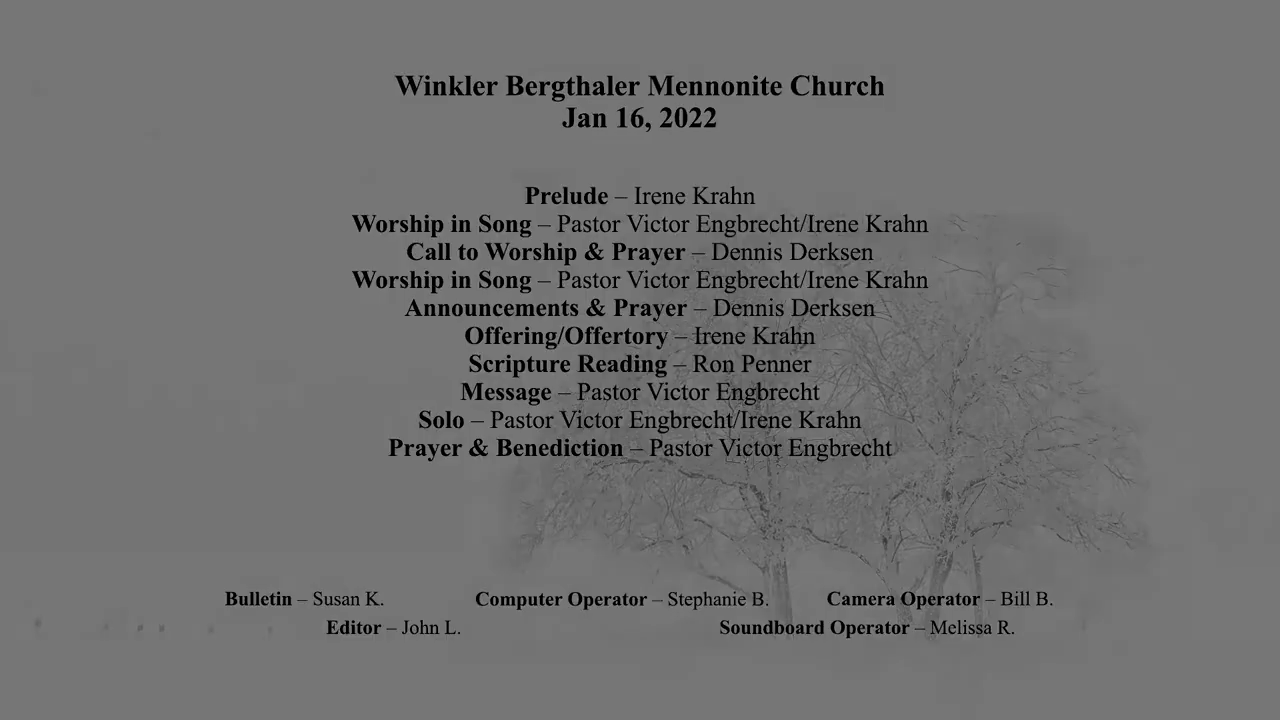 Winkler Bergthaler Mennonite Church
Jan 16, 2022
Prelude – Irene Krahn
Worship in Song – Pastor Victor Engbrecht/Irene Krahn
Call to Worship & Prayer – Dennis Derksen
Worship in Song – Pastor Victor Engbrecht/Irene Krahn
Announcements & Prayer – Dennis Derksen
Offering/Offertory – Irene Krahn
Scripture Reading – Ron Penner
Message – Pastor Victor Engbrecht
Solo – Pastor Victor Engbrecht/Irene Krahn
Prayer & Benediction – Pastor Victor Engbrecht
Bulletin – Susan K. Computer Operator – Stephanie B. Camera Operator – Bill B.
Editor – John L. Soundboard Operator – Melissa R.